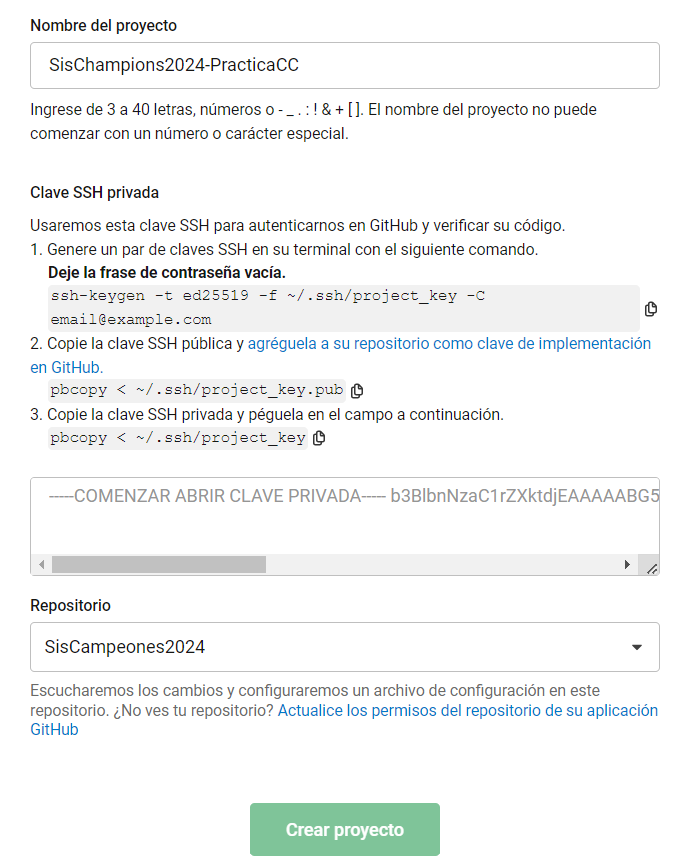 Nombre del proyecto
SisChampions2024-PracticaCC
Ingrese de 3 a 40 letras, números o - _ . : ! & + [ ]. El nombre del proyecto no puede
comenzar con un número o carácter especial.
Clave SSH privada
Usaremos esta clave SSH para autenticarnos en GitHub y verificar su código.
1. Genere un par de claves SSH en su terminal con el siguiente comando.
Deje la frase de contraseña vacía.
ssh-keygen -t ed25519 -f ~/.ssh/project_key -C
email@example.com
2. Copie la clave SSH pública y agréguela a su repositorio como clave de implementación
en GitHub.
pbcopy < ~/.ssh/project_key.pub
3. Copie la clave SSH privada y péguela en el campo a continuación.
pbcopy < ~/.ssh/project_key
-----COMENZAR ABRIR CLAVE PRIVADA----- b3BlbnNzaC1rZXktdjEAAAAABG5
Repositorio
SisCampeones2024
Escucharemos los cambios y configuraremos un archivo de configuración en este
repositorio. ¿No ves tu repositorio? Actualice los permisos del repositorio de su aplicación
GitHub
Crear proyecto